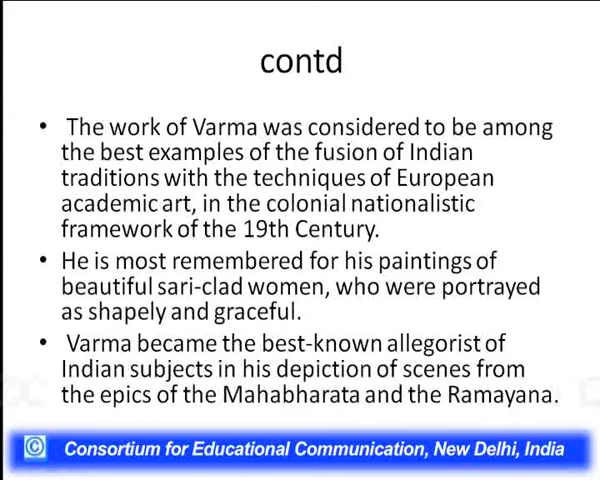 contd
• The work of Varma was considered to be among
the best examples of the fusion of Indian
traditions with the techniques of European
academic art, in the colonial nationalistic
framework of the 19th Century.
• He is most remembered for his paintings of
beautiful sari-clad women, who were portrayed
as shapely and graceful.
• Varma became the best-known allegorist of
Indian subjects in his depiction of scenes from
the epics of the Mahabharata and the Ramayana.
© Consortium for Educational Communication, New Delhi, India